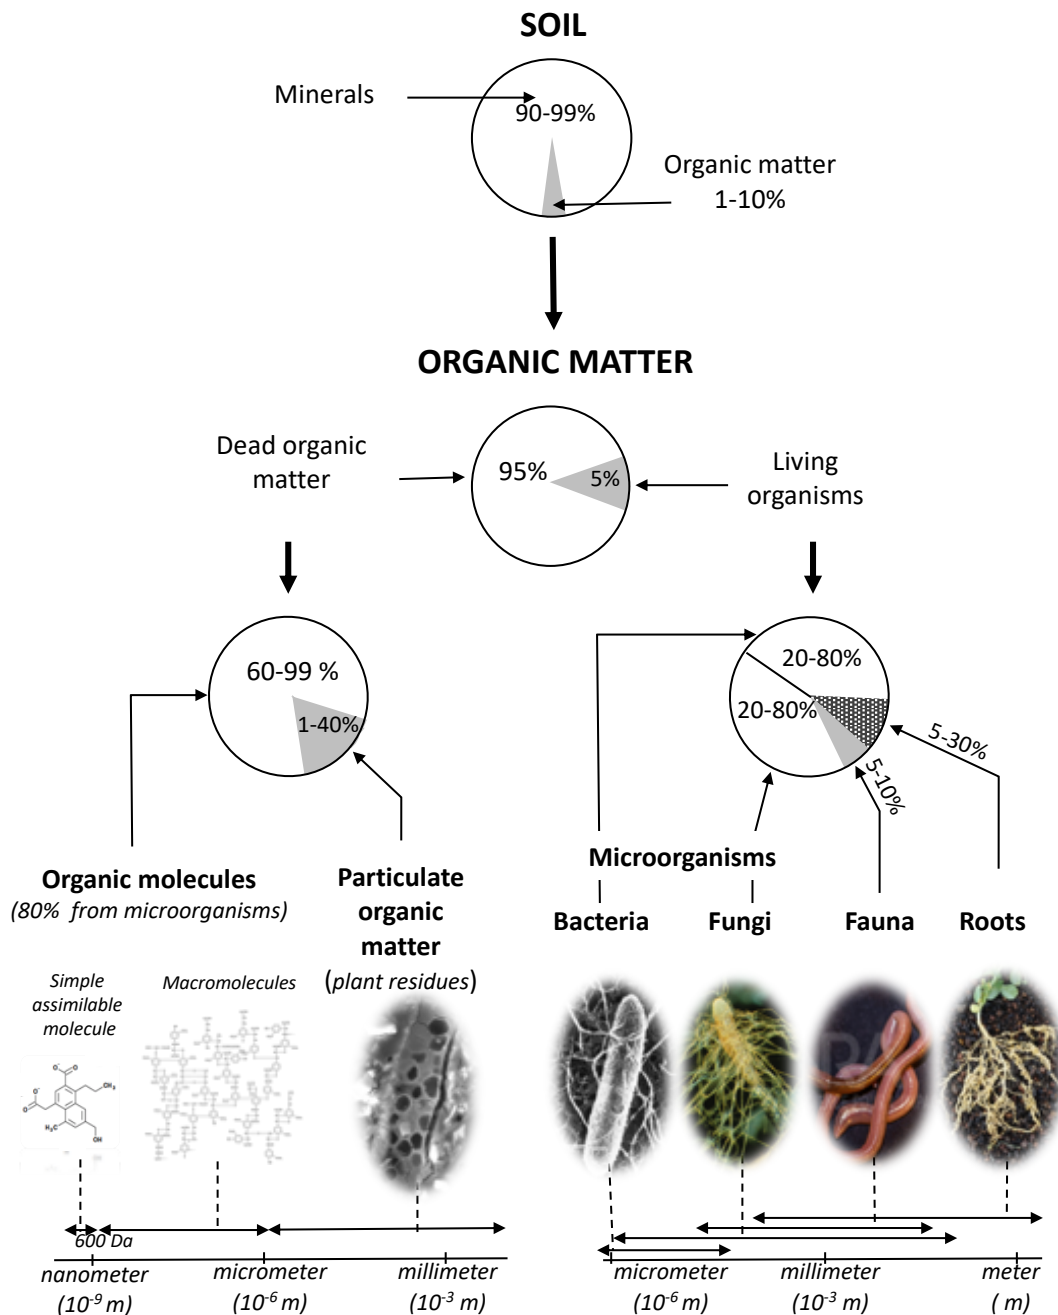 SOIL
Minerals
90-99%
Organic matter
1-10%
ORGANIC MATTER
Dead organic
matter
95%
5%
Living
organisms
60-99 %
1-40%
20-80%
20-80%
5-30%
5-10%
Organic molecules
(80% from microorganisms)
Particulate
organic
matter
(plant residues)
Microorganisms
Bacteria
Fungi
Fauna
Roots
Simple
assimilable
molecule
Macromolecules
O⁻
O
O⁻
O
CH₃
H₃C
OH
600 Da
nanometer
(10⁻⁹ m)
micrometer
(10⁻⁶ m)
millimeter
(10⁻³ m)
micrometer
(10⁻⁶ m)
millimeter
(10⁻³ m)
meter
( m)